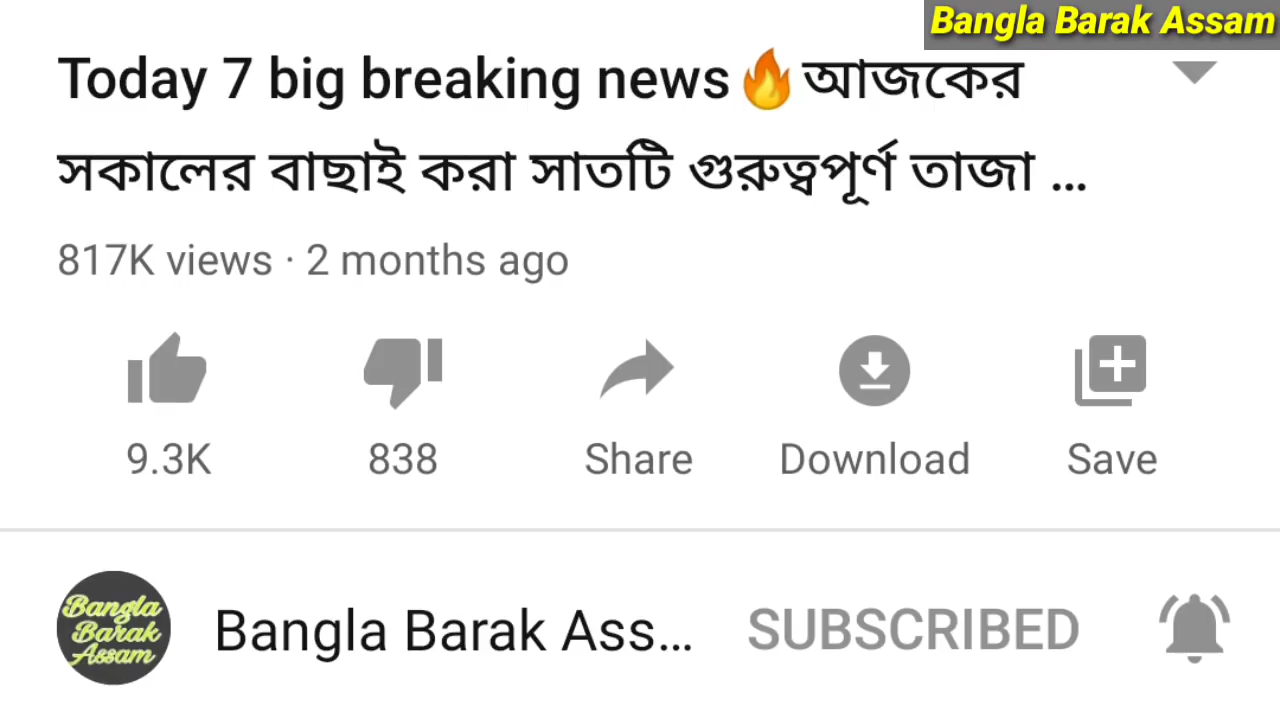 Bangla Barak Assam
Today 7 big breaking news🔥আজকের
সকালের বাছাই করা সাতটি গুরুত্বপূর্ণ তাজা ...
817K views · 2 months ago
9.3K 838 Share Download Save
Bangla
Barak
Assam
Bangla Barak Ass... SUBSCRIBED